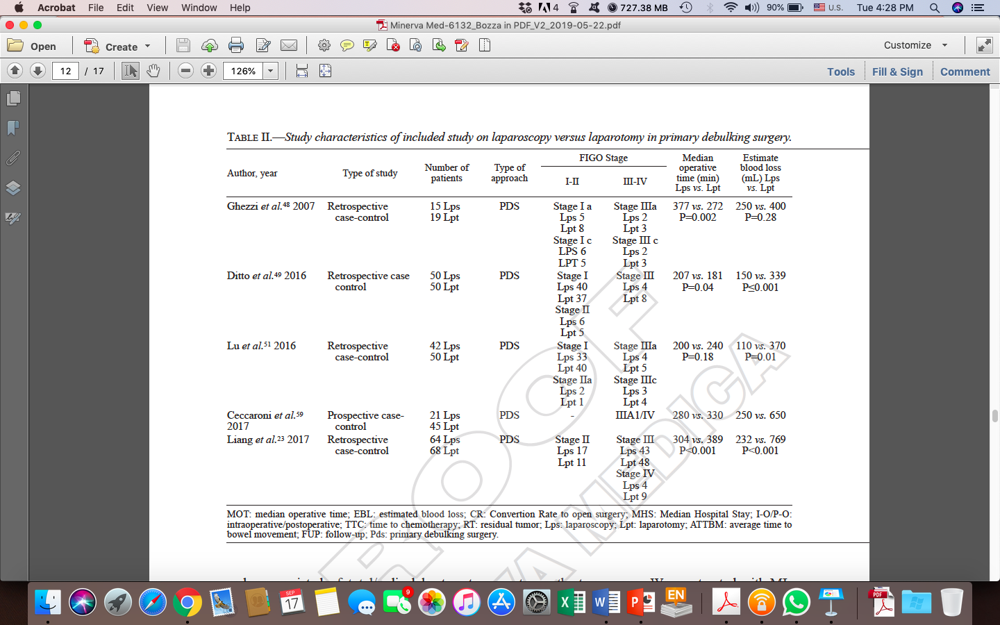 Acrobat File Edit View Window Help
4 727.38 MB 90% U.S. Tue 4:28 PM
Minerva Med-6132_Bozza in PDF_V2_2019-05-22.pdf
Open Create Customize
12 / 17 126% Tools Fill & Sign Comment
TABLE II.—Study characteristics of included study on laparoscopy versus laparotomy in primary debulking surgery.
Author, year Type of study Number of patients Type of approach FIGO Stage I-II III-IV Median operative time (min) Lps vs. Lpt Estimate blood loss (mL) Lps vs. Lpt
Ghezzi et al.48 2007 Retrospective 15 Lps PDS Stage I a Stage IIIa 377 vs. 272 250 vs. 400
case-control 19 Lpt Lps 5 Lps 2 P=0.002 P=0.28
Lpt 8 Lpt 3
Stage I c Stage III c
LPS 6 Lps 2
LPT 5 Lpt 3
Ditto et al.49 2016 Retrospective case 50 Lps PDS Stage I Stage III 207 vs. 181 150 vs. 339
control 50 Lpt Lps 40 Lps 4 P=0.04 P≤0.001
Lpt 37 Lpt 8
Stage II
Lps 6
Lpt 5
Lu et al.51 2016 Retrospective 42 Lps PDS Stage I Stage IIIa 200 vs. 240 110 vs. 370
case-control 50 Lpt Lps 33 Lps 4 P=0.18 P=0.01
Lpt 40 Lpt 5
Stage IIa Stage IIIc
Lps 2 Lps 3
Lpt 1 Lpt 4
Ceccaroni et al.59 Prospective case- 21 Lps PDS - IIIA1/IV 280 vs. 330 250 vs. 650
2017 control 45 Lpt
Liang et al.23 2017 Retrospective 64 Lps PDS Stage II Stage III 304 vs. 389 232 vs. 769
case-control 68 Lpt Lps 17 Lps 43 P<0.001 P<0.001
Lpt 11 Lpt 48
Stage IV
Lps 4
Lpt 9
MOT: median operative time; EBL: estimated blood loss; CR: Convertion Rate to open surgery; MHS: Median Hospital Stay; I-O/P-O:
intraoperative/postoperative; TTC: time to chemotherapy; RT: residual tumor; Lps: laparoscopy; Lpt: laparotomy; ATTBM: average time to
bowel movement; FUP: follow-up; Pds: primary debulking surgery.
ROOF
MEDICA
SEP 17 9 EN PDF